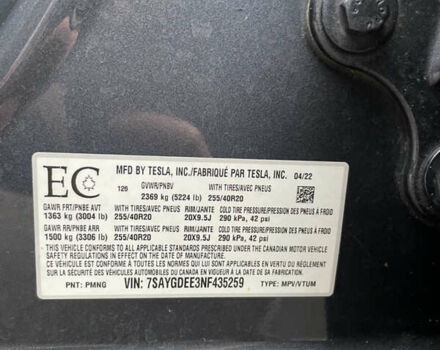 EC MFD BY TESLA, INC./FABRIQUÉ PAR TESLA, INC. 04/22
126 GVWR/PNBV WITH TIRES/AVEC PNEUS
2369 kg (5224 lb) 255/40R20
GAWR FRT/PNBE AVT WITH TIRES/AVEC PNEUS RIM/JANTE COLD TIRE PRESSURE/PRESSION DES PNEUS À FROID
1363 kg (3004 lb) 255/40R20 20X9.5J 290 kPa, 42 psi
GAWR RR/PNBE ARR WITH TIRES/AVEC PNEUS RIM/JANTE COLD TIRE PRESSURE/PRESSION DES PNEUS À FROID
1500 kg (3306 lb) 255/40R20 20X9.5J 290 kPa, 42 psi
THIS VEHICLE CONFORMS TO ALL APPLICABLE STANDARDS PRESCRIBED UNDER THE CANADIAN MOTOR VEHICLE
SAFETY REGULATIONS IN EFFECT ON THE DATE OF MANUFACTURE/
CE VÉHICULE EST CONFORME À TOUTES LES NORMES QUI LUI SONT APPLICABLES EN VERTU DU RÈGLEMENT
SUR LA SÉCURITÉ DES VÉHICULES AUTOMOBILES DU CANADA EN VIGUEUR À LA DATE DE SA FABRICATION
PNT: PMNG VIN: 7SAYGDEE3NF435259 TYPE: MPV/VTUM